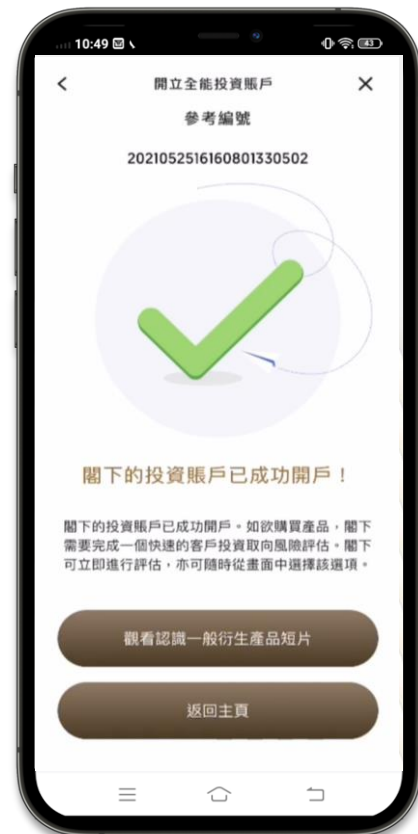 10:49
43
開立全能投資賬戶
參考編號
2021052516160801330502
閣下的投資賬戶已成功開戶！
閣下的投資賬戶已成功開戶。如欲購買產品，閣下
需要完成一個快速的客戶投資取向風險評估。閣下
可立即進行評估，亦可隨時從畫面中選擇該選項。
觀看認識一般衍生產品短片
返回主頁